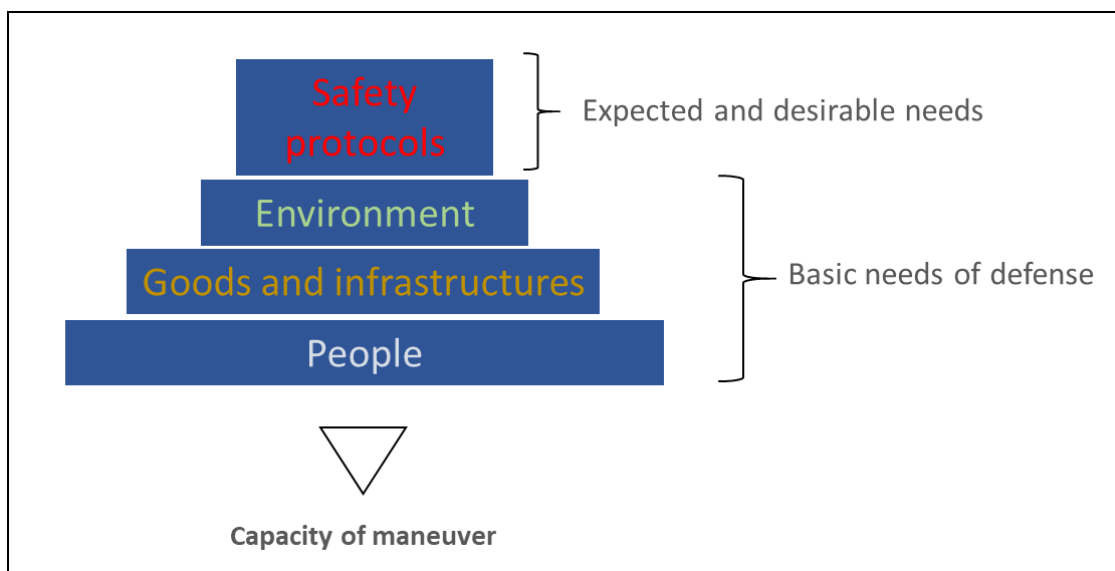 Safety
protocols
Expected and desirable needs
Environment
Goods and infrastructures
Basic needs of defense
People
Capacity of maneuver